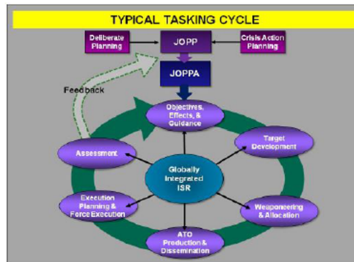 TYPICAL TASKING CYCLE
Deliberate
Planning
JOPP
Crisis Action
Planning
JOPPA
Feedback
Objectives,
Effects, &
Guidance
Assessment
Target
Development
Globally
Integrated
ISR
Execution
Planning &
Force Execution
Weaponeering
& Allocation
ATO
Production &
Dissemination